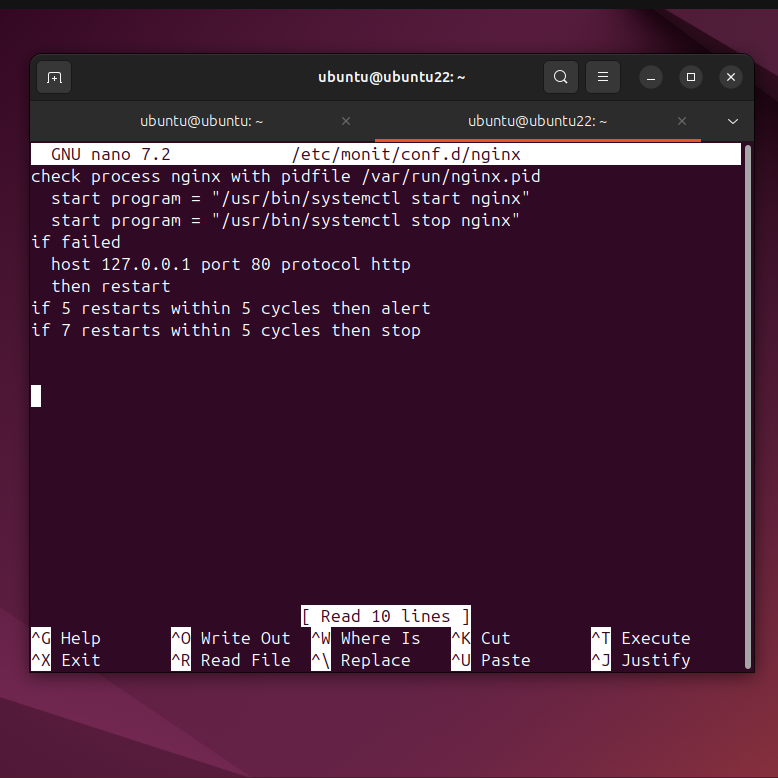 ubuntu@ubuntu22: ~
ubuntu@ubuntu: ~
ubuntu@ubuntu22: ~
GNU nano 7.2 /etc/monit/conf.d/nginx
check process nginx with pidfile /var/run/nginx.pid
start program = "/usr/bin/systemctl start nginx"
start program = "/usr/bin/systemctl stop nginx"
if failed
host 127.0.0.1 port 80 protocol http
then restart
if 5 restarts within 5 cycles then alert
if 7 restarts within 5 cycles then stop
[ Read 10 lines ]
^G Help ^O Write Out ^W Where Is ^K Cut ^T Execute
^X Exit ^R Read File ^\ Replace ^U Paste ^J Justify